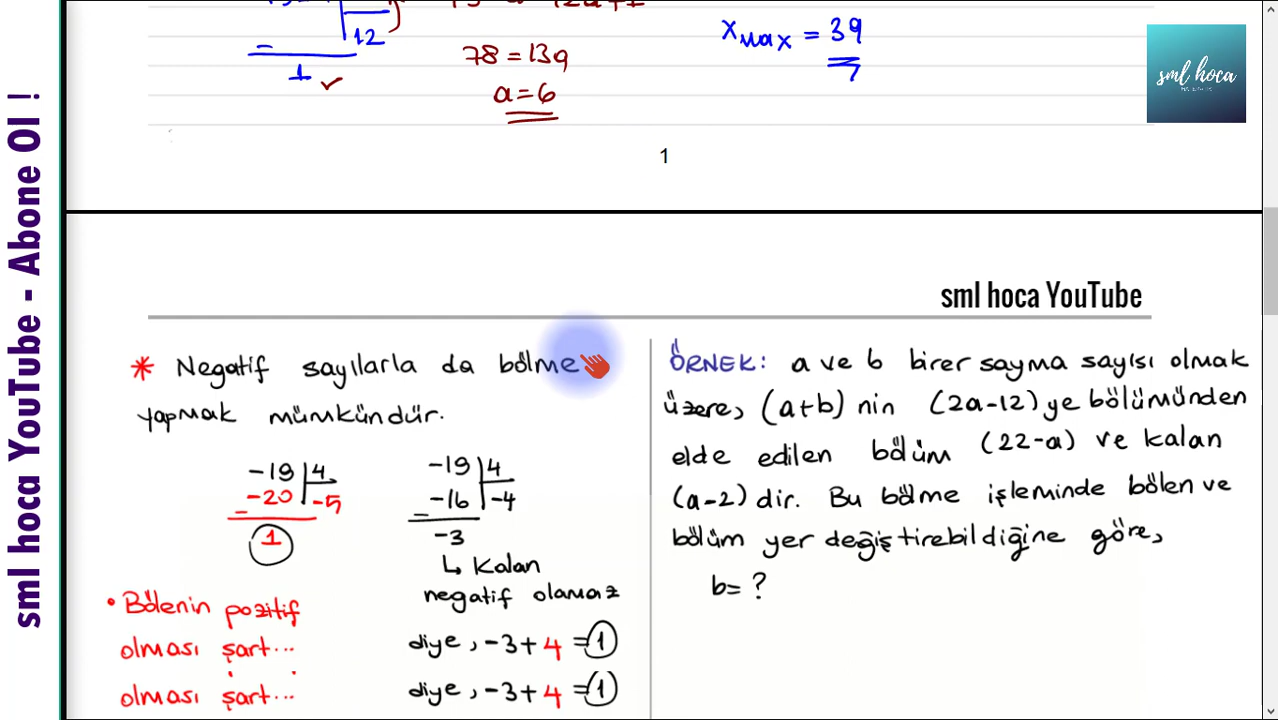 12
1
78 = 13a
a = 6
xMax = 39
sml hoca
1
sml hoca YouTube - Abone Ol !
sml hoca YouTube
* Negatif sayılarla da bölme
yapmak mümkündür.
-19 | 4
-20 -5
1
• Bölenin pozitif
olması şart...
olması şart...
-19 | 4
-16 -4
-3
↳ Kalan
negatif olamaz
diye, -3+4=1
diye, -3+4=1
ÖRNEK: a ve b birer sayma sayısı olmak
üzere, (a+b) nin (2a-12) ye bölümünden
elde edilen bölüm (22-a) ve kalan
(a-2) dir. Bu bölme işleminde bölen ve
bölüm yer değiştirebildiğine göre,
b= ?